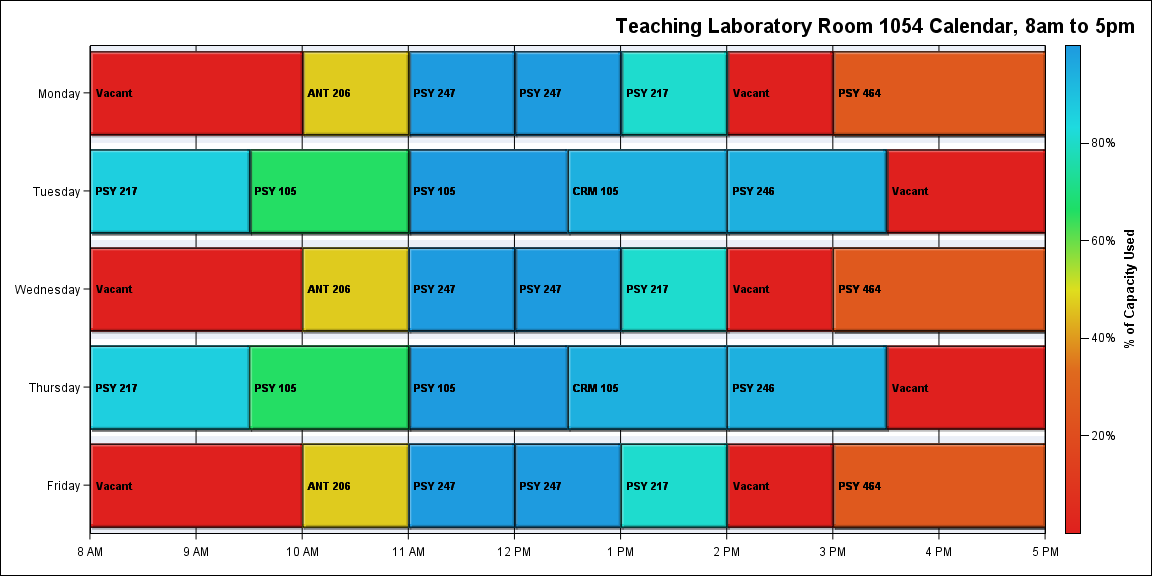 Teaching Laboratory Room 1054 Calendar, 8am to 5pm
Monday
Vacant
ANT 206
PSY 247
PSY 247
PSY 217
Vacant
PSY 464
Tuesday
PSY 217
PSY 105
PSY 105
CRM 105
PSY 246
Vacant
Wednesday
Vacant
ANT 206
PSY 247
PSY 247
PSY 217
Vacant
PSY 464
Thursday
PSY 217
PSY 105
PSY 105
CRM 105
PSY 246
Vacant
Friday
Vacant
ANT 206
PSY 247
PSY 247
PSY 217
Vacant
PSY 464
8 AM
9 AM
10 AM
11 AM
12 PM
1 PM
2 PM
3 PM
4 PM
5 PM
80%
60%
40%
20%
% of Capacity Used